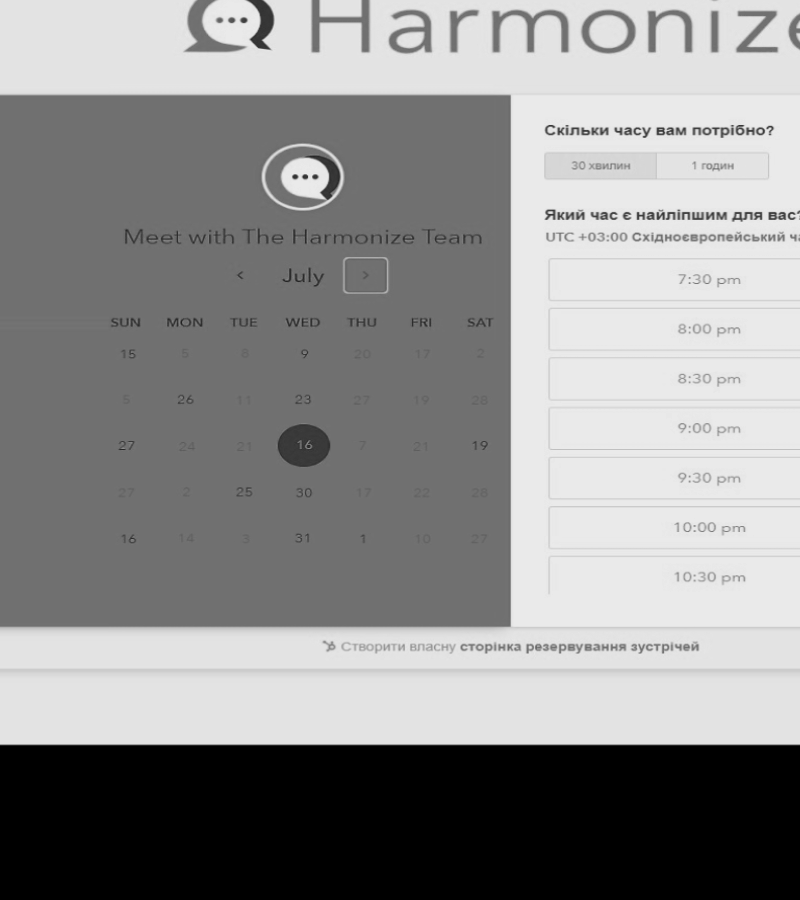 Harmonize
Meet with The Harmonize Team
< July >
SUN MON TUE WED THU FRI SAT
15 5 8 9 20 17 2
5 26 11 23 27 19 28
27 24 21 16 7 21 19
27 2 25 30 17 22 28
16 14 3 31 1 10 27
Скільки часу вам потрібно?
30 хвилин 1 годин
Який час є найліпшим для вас?
UTC +03:00 Східноєвропейський ча
7:30 pm
8:00 pm
8:30 pm
9:00 pm
9:30 pm
10:00 pm
10:30 pm
Створити власну сторінка резервування зустрічей